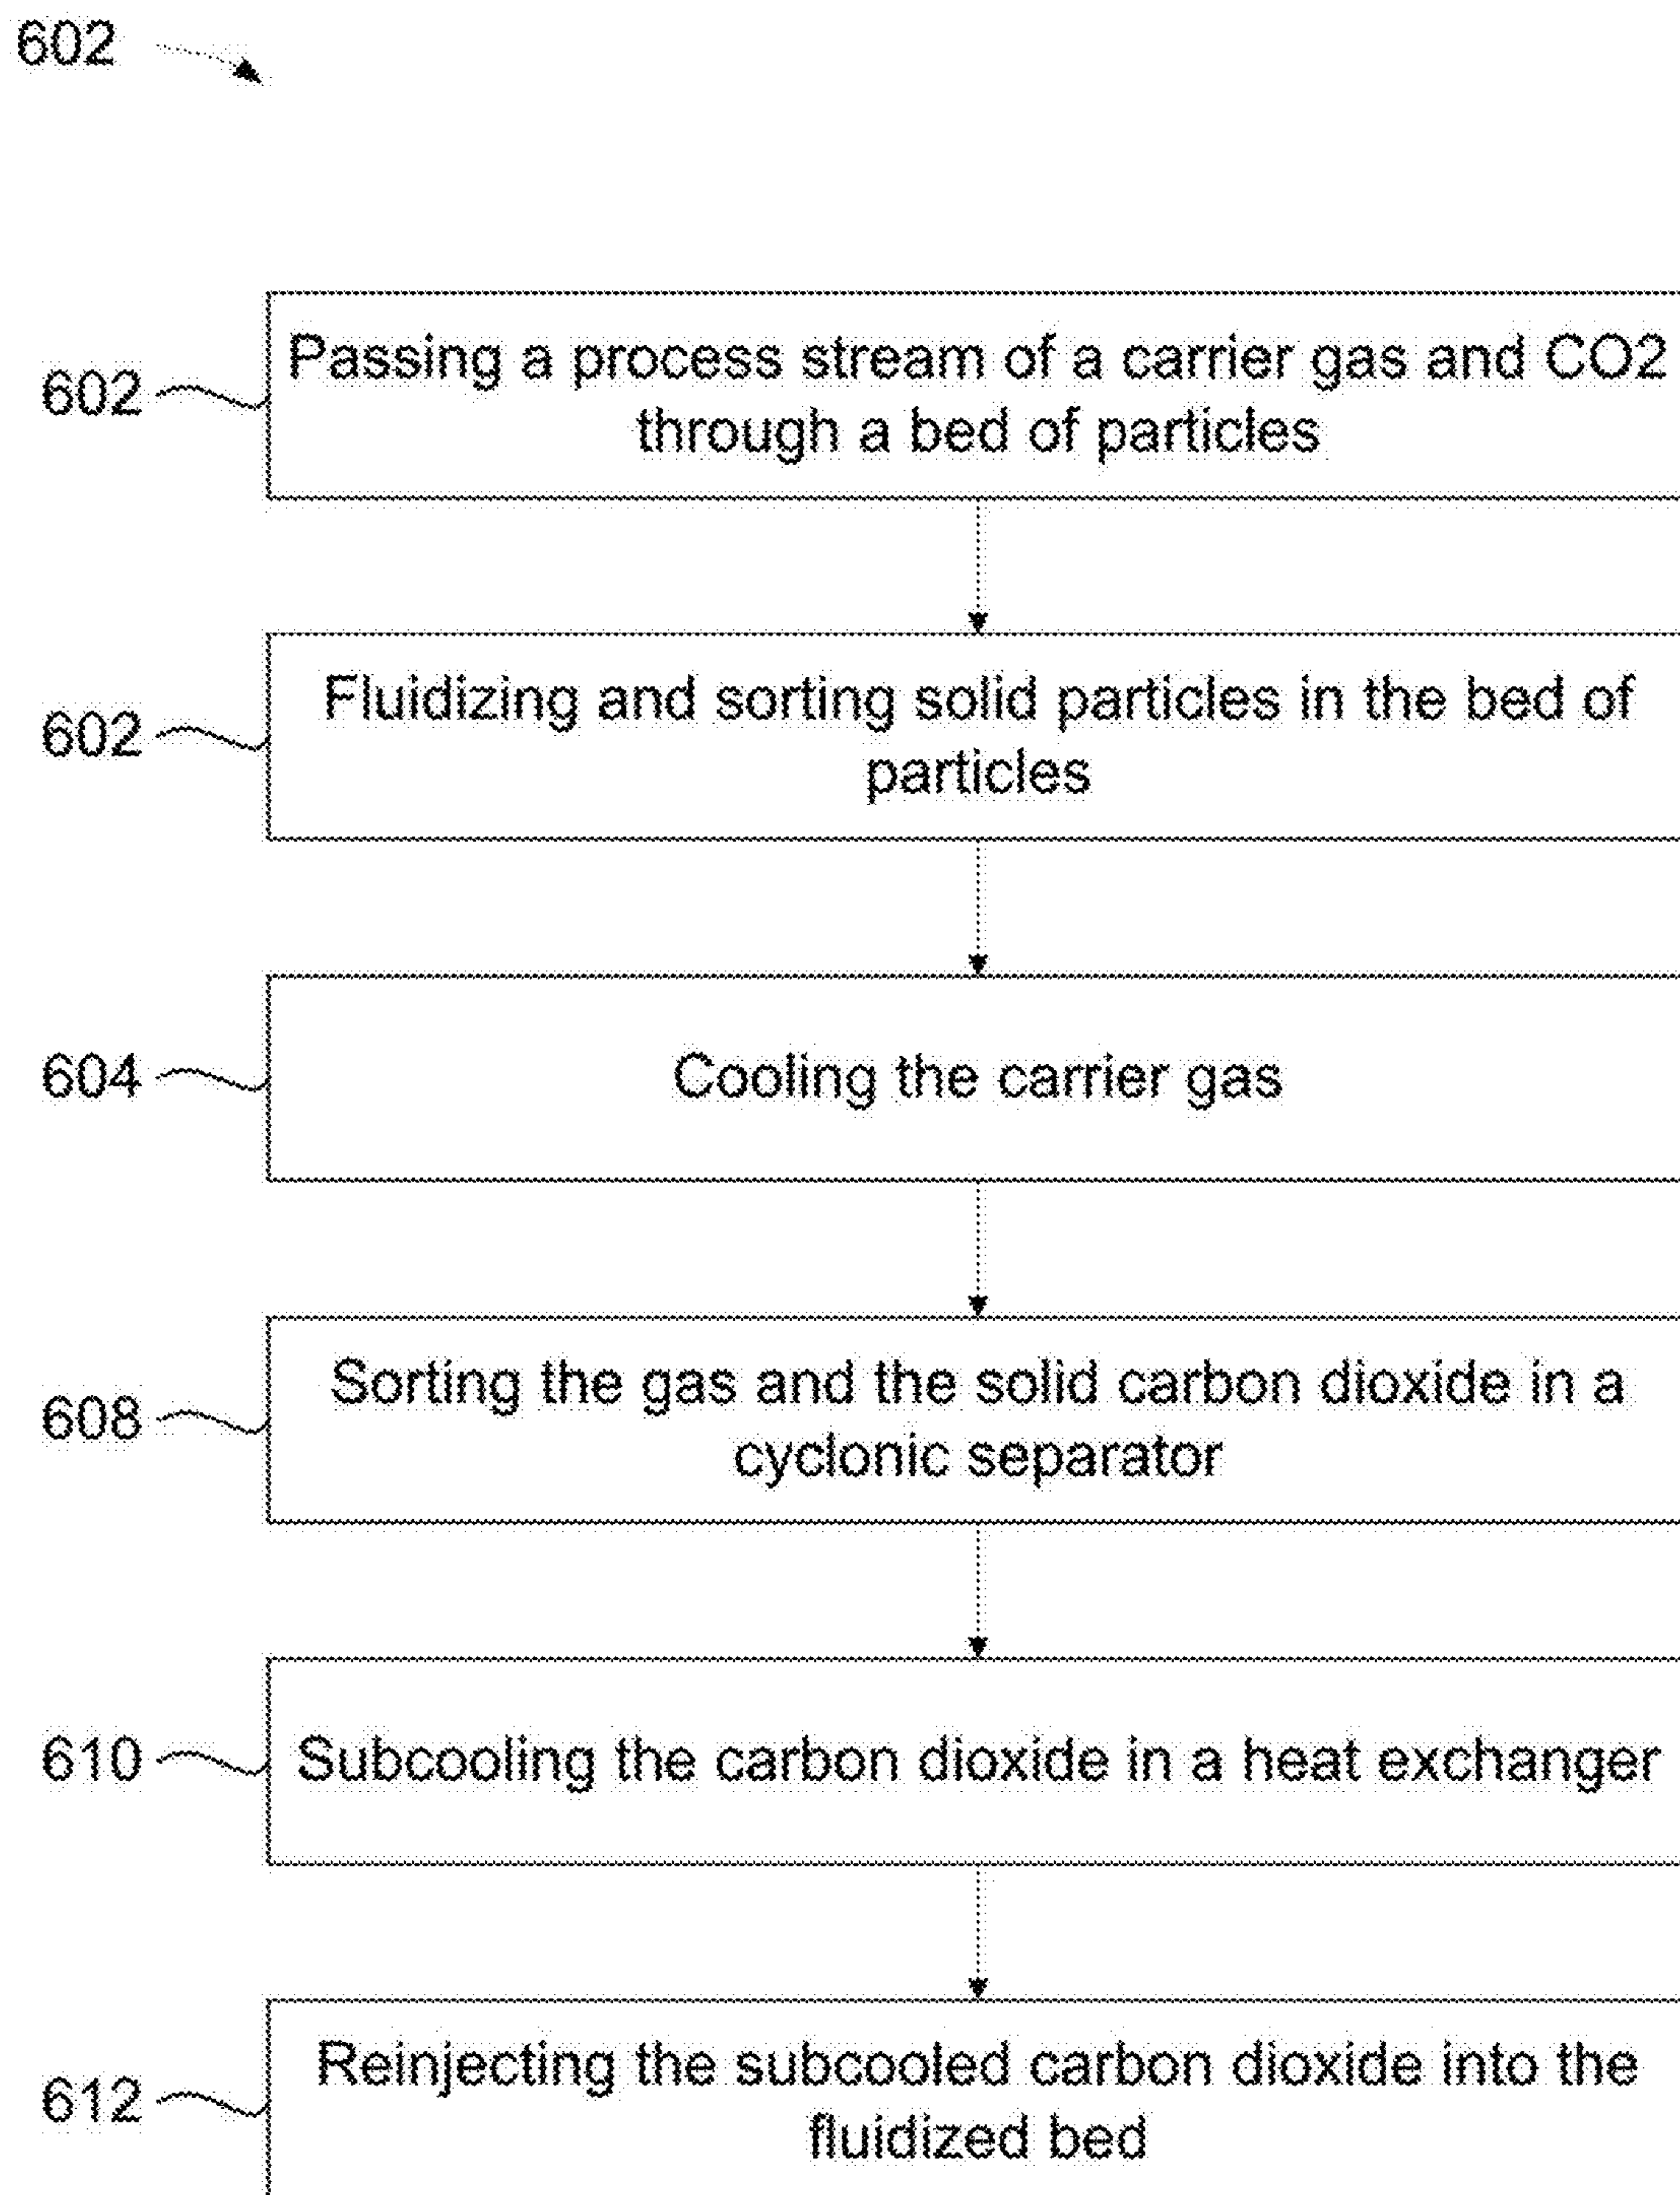 602
602
Passing a process stream of a carrier gas and CO2
through a bed of particles
602
Fluidizing and sorting solid particles in the bed of
particles
604
Cooling the carrier gas
608
Sorting the gas and the solid carbon dioxide in a
cyclonic separator
610
Subcooling the carbon dioxide in a heat exchanger
612
Reinjecting the subcooled carbon dioxide into the
fluidized bed